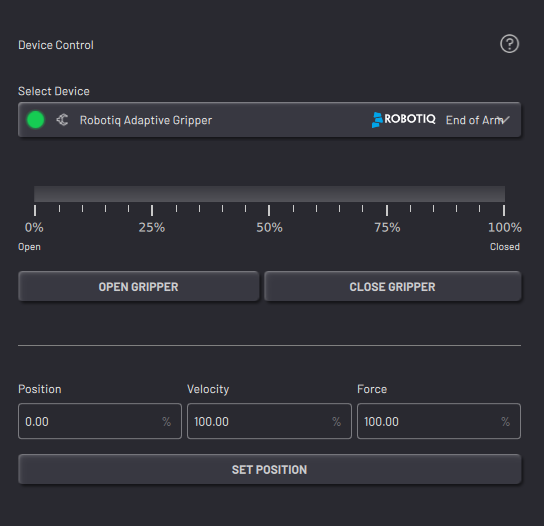 Device Control
?
Select Device
Robotiq Adaptive Gripper ROBOTIQ End of Arm
0% 25% 50% 75% 100%
Open Closed
OPEN GRIPPER CLOSE GRIPPER
Position Velocity Force
0.00 % 100.00 % 100.00 %
SET POSITION